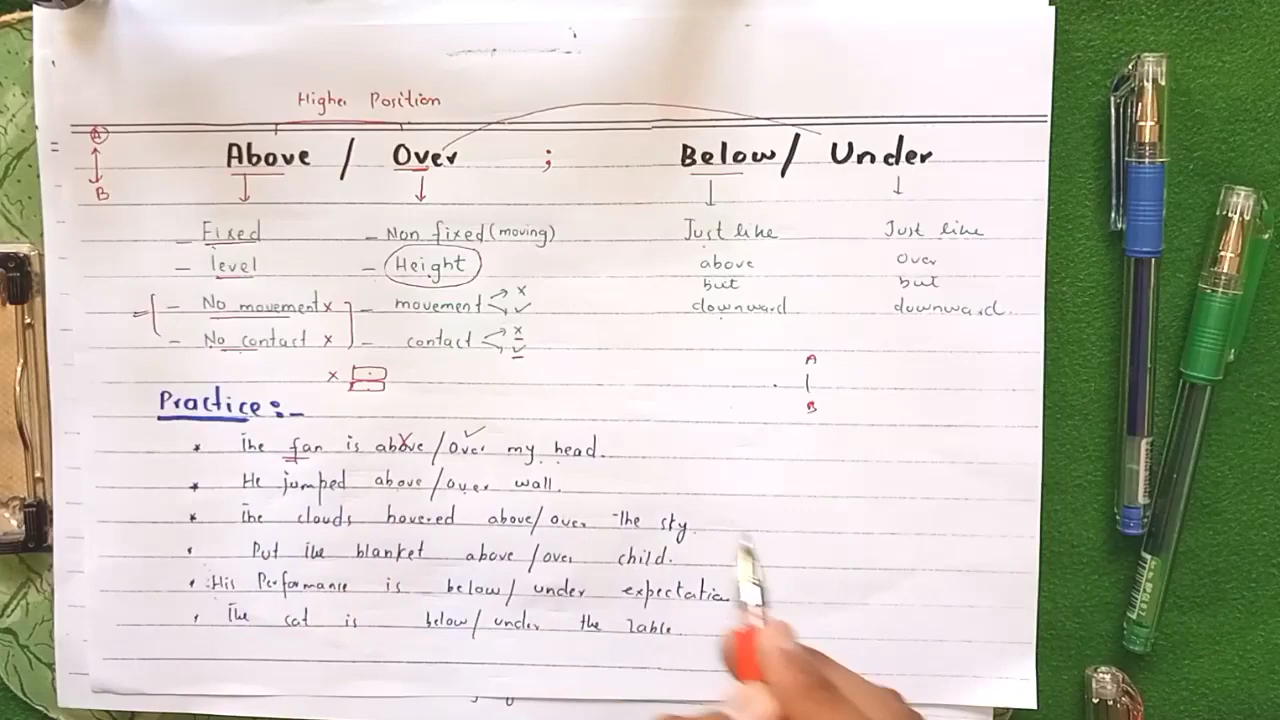 Higher Position
A
= Above / Over ; Below / Under
B
- Fixed - Non fixed (moving) Just like Just like
- level - Height above over
but but
- No movement x - movement x ✓ downward downward.
- No contact x - contact x ✓
A
x
B
Practice :-
* The fan is above / over ✓ my head.
* He jumped above / over wall.
* The clouds hovered above / over the sky.
• Put the blanket above / over child.
• His Performance is below / under expectatio
• The cat is below / under the table.